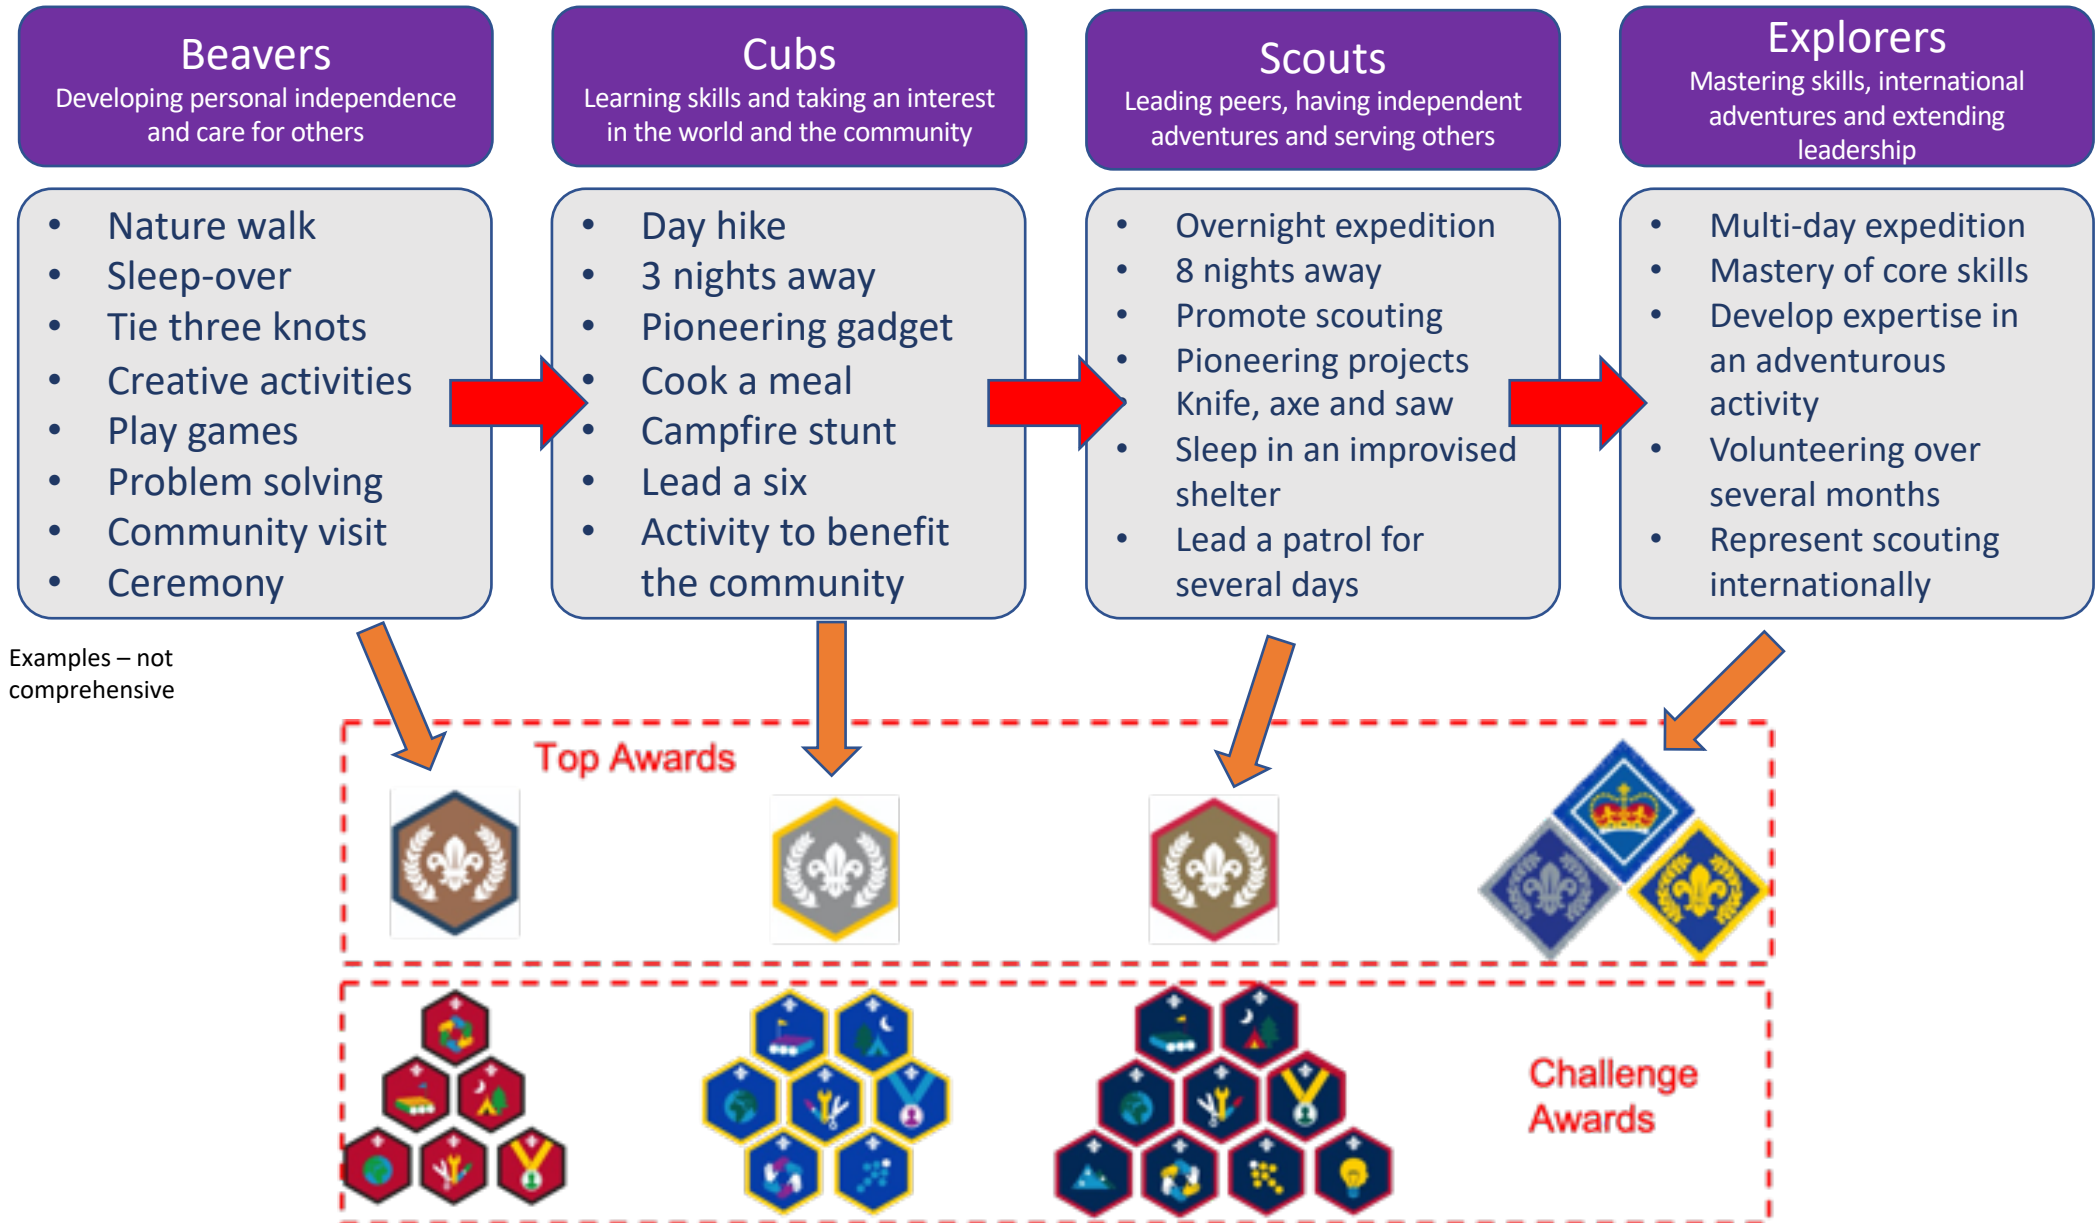 Beavers
Developing personal independence
and care for others
• Nature walk
• Sleep-over
• Tie three knots
• Creative activities
• Play games
• Problem solving
• Community visit
• Ceremony
Cubs
Learning skills and taking an interest
in the world and the community
• Day hike
• 3 nights away
• Pioneering gadget
• Cook a meal
• Campfire stunt
• Lead a six
• Activity to benefit
the community
Scouts
Leading peers, having independent
adventures and serving others
• Overnight expedition
• 8 nights away
• Promote scouting
• Pioneering projects
• Knife, axe and saw
• Sleep in an improvised
shelter
• Lead a patrol for
several days
Explorers
Mastering skills, international
adventures and extending
leadership
• Multi-day expedition
• Mastery of core skills
• Develop expertise in
an adventurous
activity
• Volunteering over
several months
• Represent scouting
internationally
Examples – not
comprehensive
Top Awards
Challenge
Awards